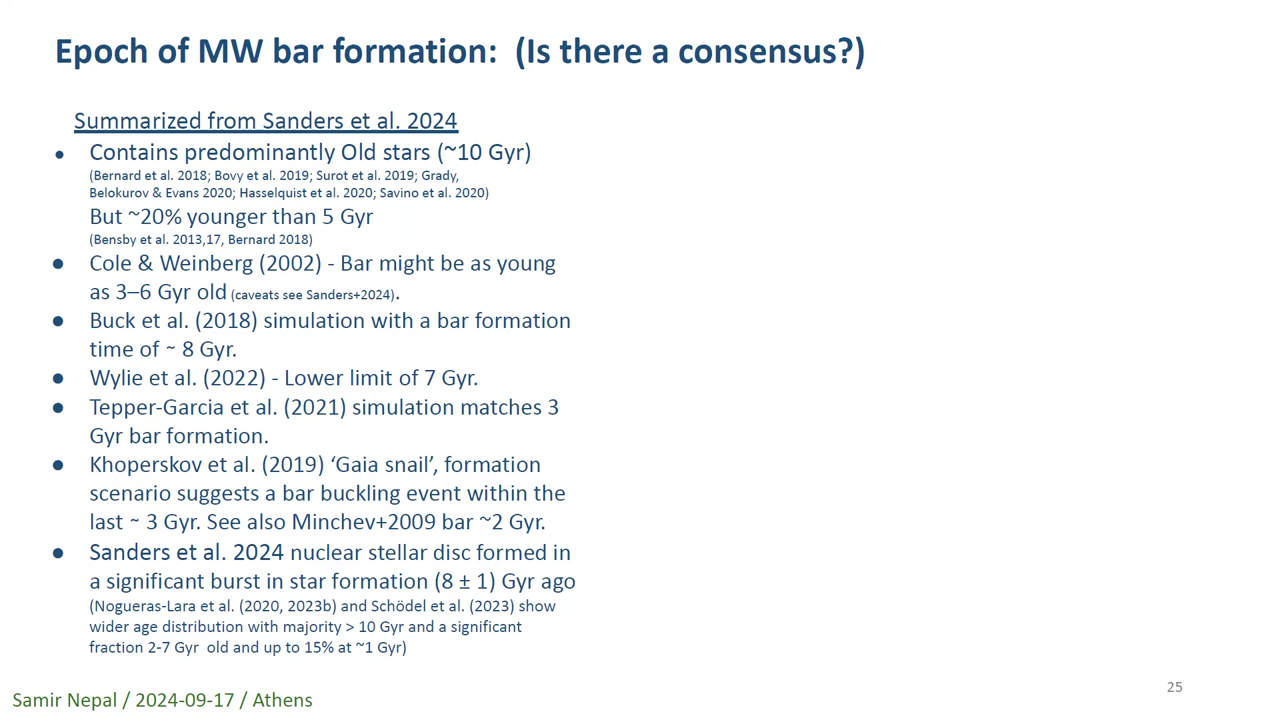 Epoch of MW bar formation:  (Is there a consensus?)
Summarized from Sanders et al. 2024
● Contains predominantly Old stars (~10 Gyr)
(Bernard et al. 2018; Bovy et al. 2019; Surot et al. 2019; Grady,
Belokurov & Evans 2020; Hasselquist et al. 2020; Savino et al. 2020)
But ~20% younger than 5 Gyr
(Bensby et al. 2013,17, Bernard 2018)
● Cole & Weinberg (2002) - Bar might be as young
as 3–6 Gyr old (caveats see Sanders+2024).
● Buck et al. (2018) simulation with a bar formation
time of ~ 8 Gyr.
● Wylie et al. (2022) - Lower limit of 7 Gyr.
● Tepper-Garcia et al. (2021) simulation matches 3
Gyr bar formation.
● Khoperskov et al. (2019) ‘Gaia snail’, formation
scenario suggests a bar buckling event within the
last ~ 3 Gyr. See also Minchev+2009 bar ~2 Gyr.
● Sanders et al. 2024 nuclear stellar disc formed in
a significant burst in star formation (8 ± 1) Gyr ago
(Nogueras-Lara et al. (2020, 2023b) and Schödel et al. (2023) show
wider age distribution with majority > 10 Gyr and a significant
fraction 2-7 Gyr  old and up to 15% at ~1 Gyr)
25
Samir Nepal / 2024-09-17 / Athens